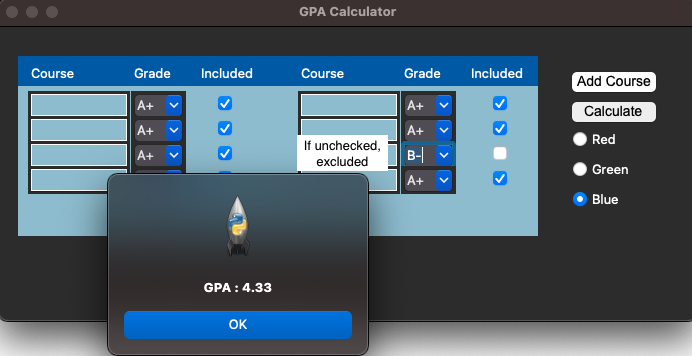 GPA Calculator
Course Grade Included Course Grade Included
A+ A+
A+ A+
A+ If unchecked, B-
excluded
A+
Add Course
Calculate
Red
Green
Blue
GPA : 4.33
OK